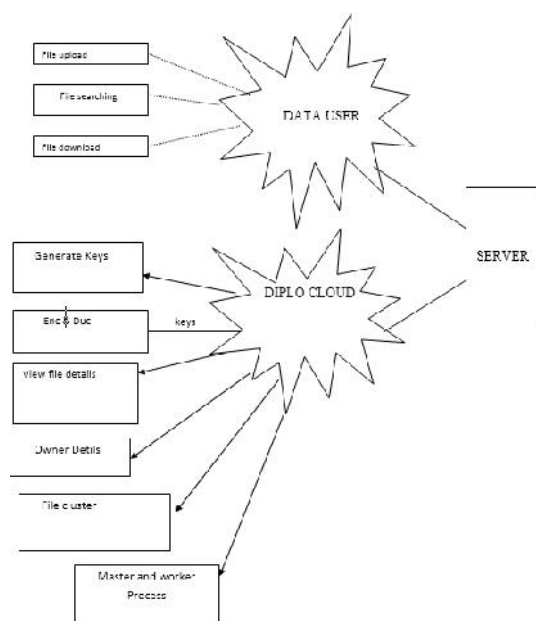 File upload
File searching
File download
DATA USER
SERVER
Generate Keys
DIPLO CLOUD
Enc & Duc
keys
View file details
Owner Detils
File cluster
Master and worker
Process